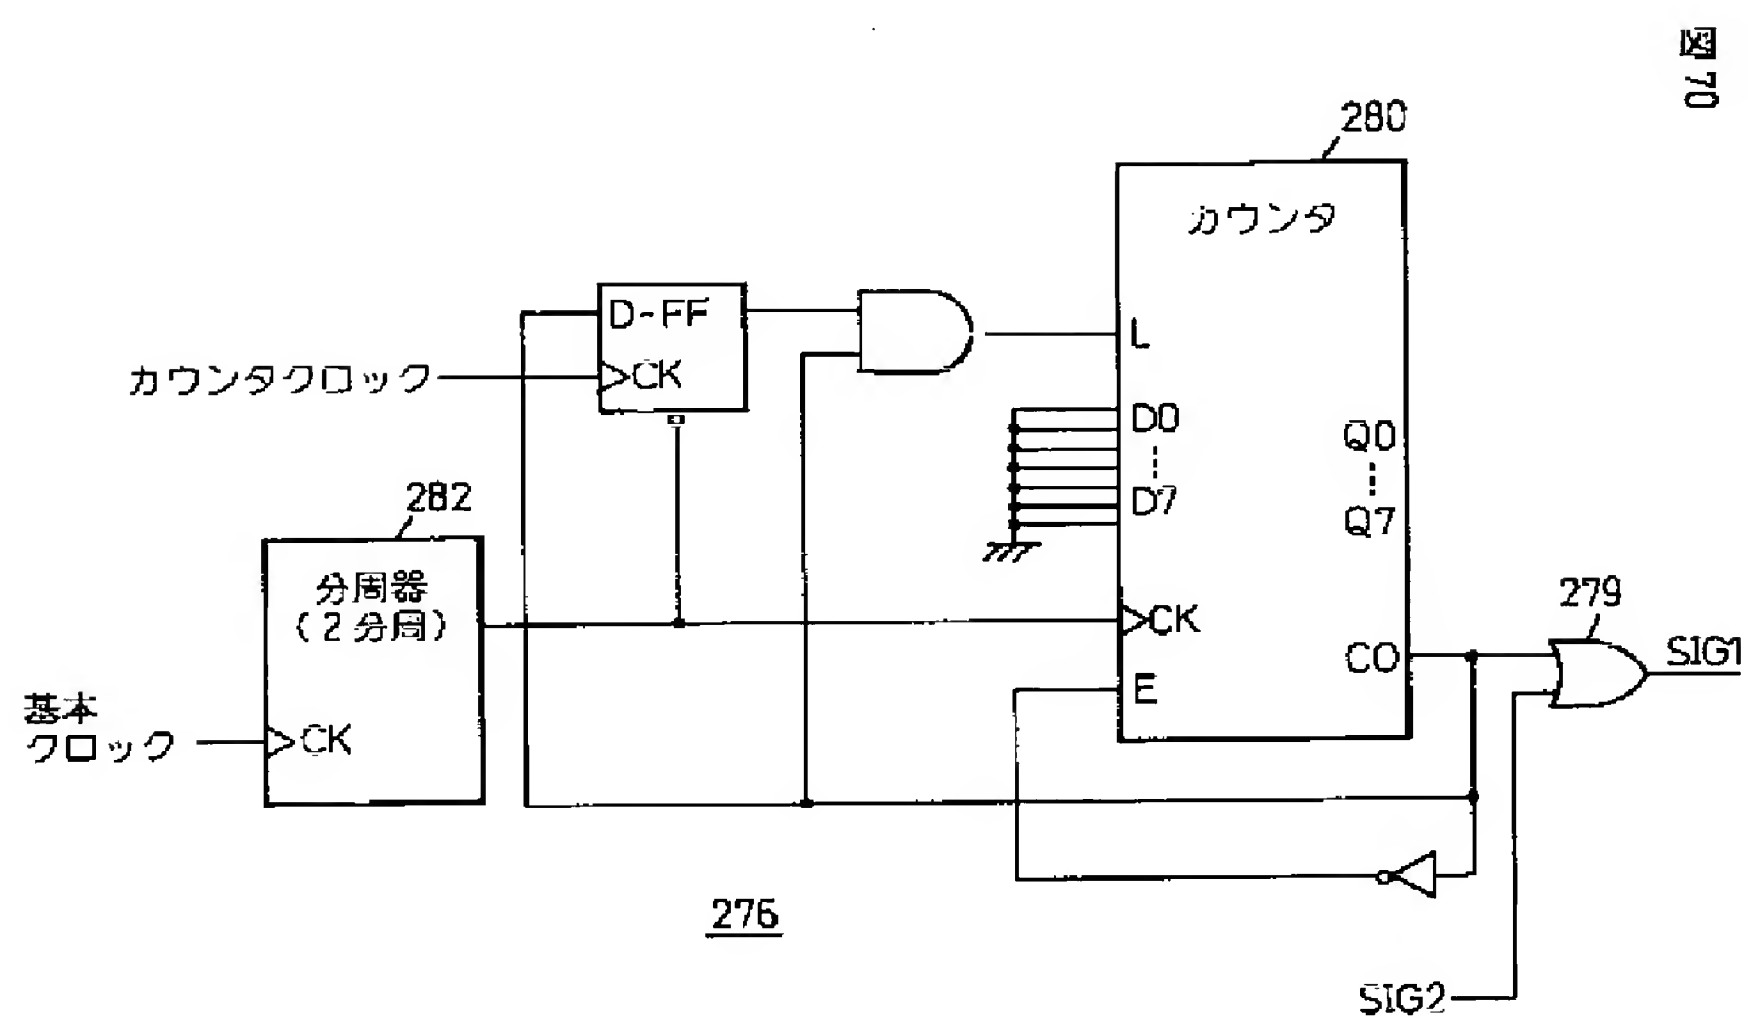 図70
280
カウンタ
D-FF
カウンタクロック
CK
L
D0
D7
Q0
Q7
282
分周器
(2分周)
CK
279
CO
SIG1
E
基本
クロック
CK
276
SIG2